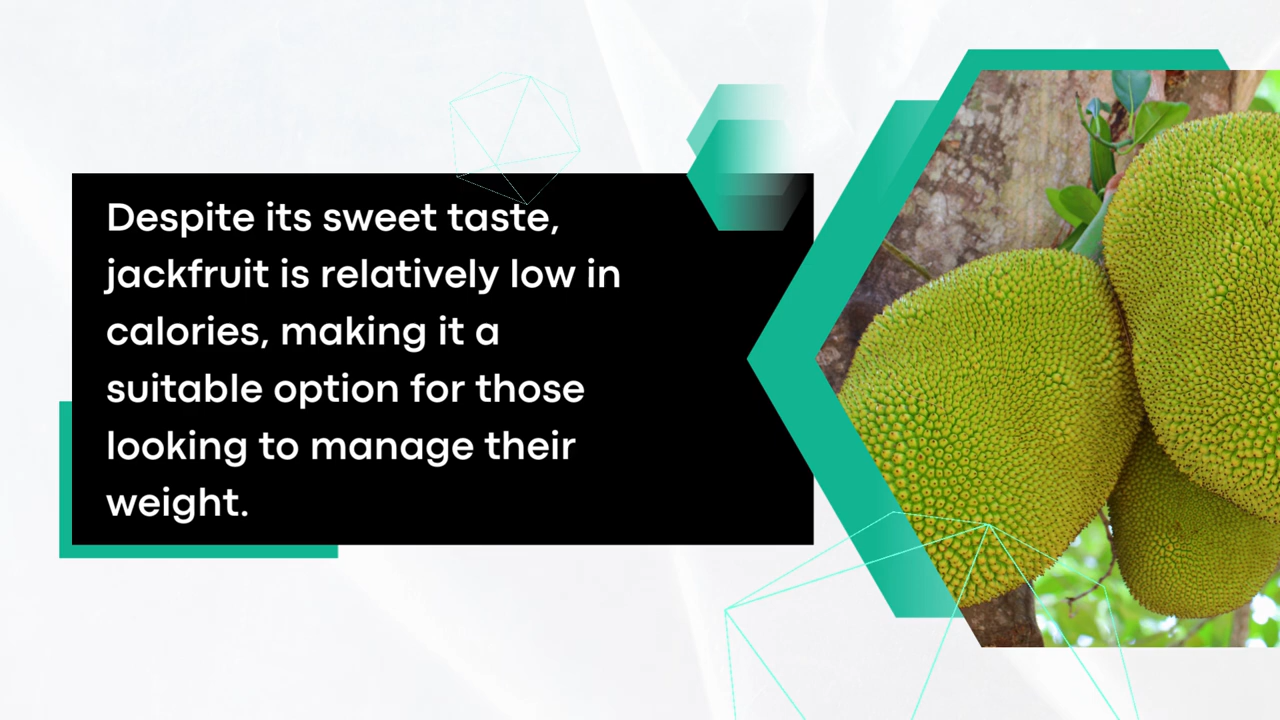 Despite its sweet taste,
jackfruit is relatively low in
calories, making it a
suitable option for those
looking to manage their
weight.